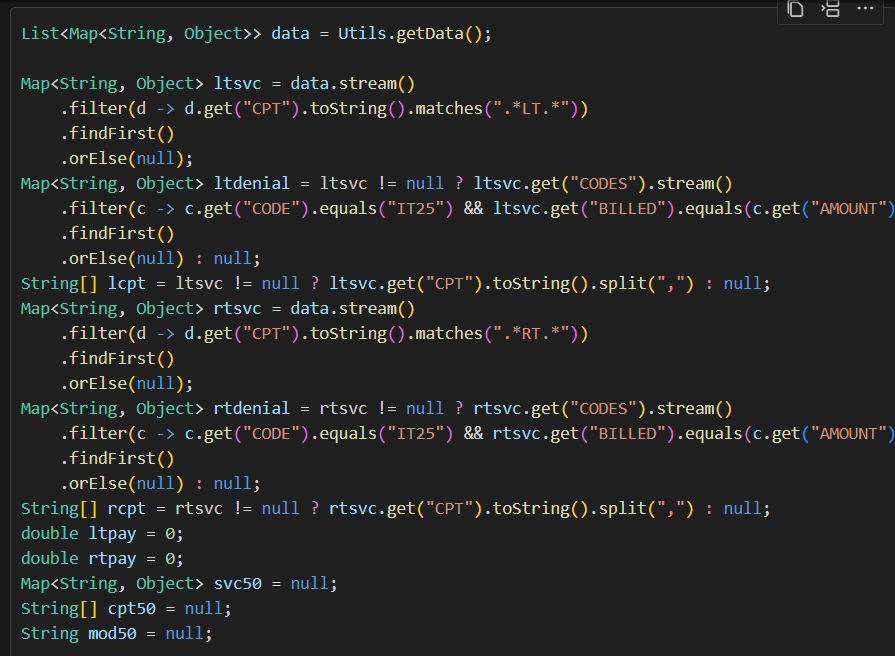 List<Map<String, Object>> data = Utils.getData();

Map<String, Object> ltsvc = data.stream()
    .filter(d -> d.get("CPT").toString().matches(".*LT.*"))
    .findFirst()
    .orElse(null);
Map<String, Object> ltdenial = ltsvc != null ? ltsvc.get("CODES").stream()
    .filter(c -> c.get("CODE").equals("IT25") && ltsvc.get("BILLED").equals(c.get("AMOUNT")
    .findFirst()
    .orElse(null) : null;
String[] lcpt = ltsvc != null ? ltsvc.get("CPT").toString().split(",") : null;
Map<String, Object> rtsvc = data.stream()
    .filter(d -> d.get("CPT").toString().matches(".*RT.*"))
    .findFirst()
    .orElse(null);
Map<String, Object> rtdenial = rtsvc != null ? rtsvc.get("CODES").stream()
    .filter(c -> c.get("CODE").equals("IT25") && rtsvc.get("BILLED").equals(c.get("AMOUNT")
    .findFirst()
    .orElse(null) : null;
String[] rcpt = rtsvc != null ? rtsvc.get("CPT").toString().split(",") : null;
double ltpay = 0;
double rtpay = 0;
Map<String, Object> svc50 = null;
String[] cpt50 = null;
String mod50 = null;